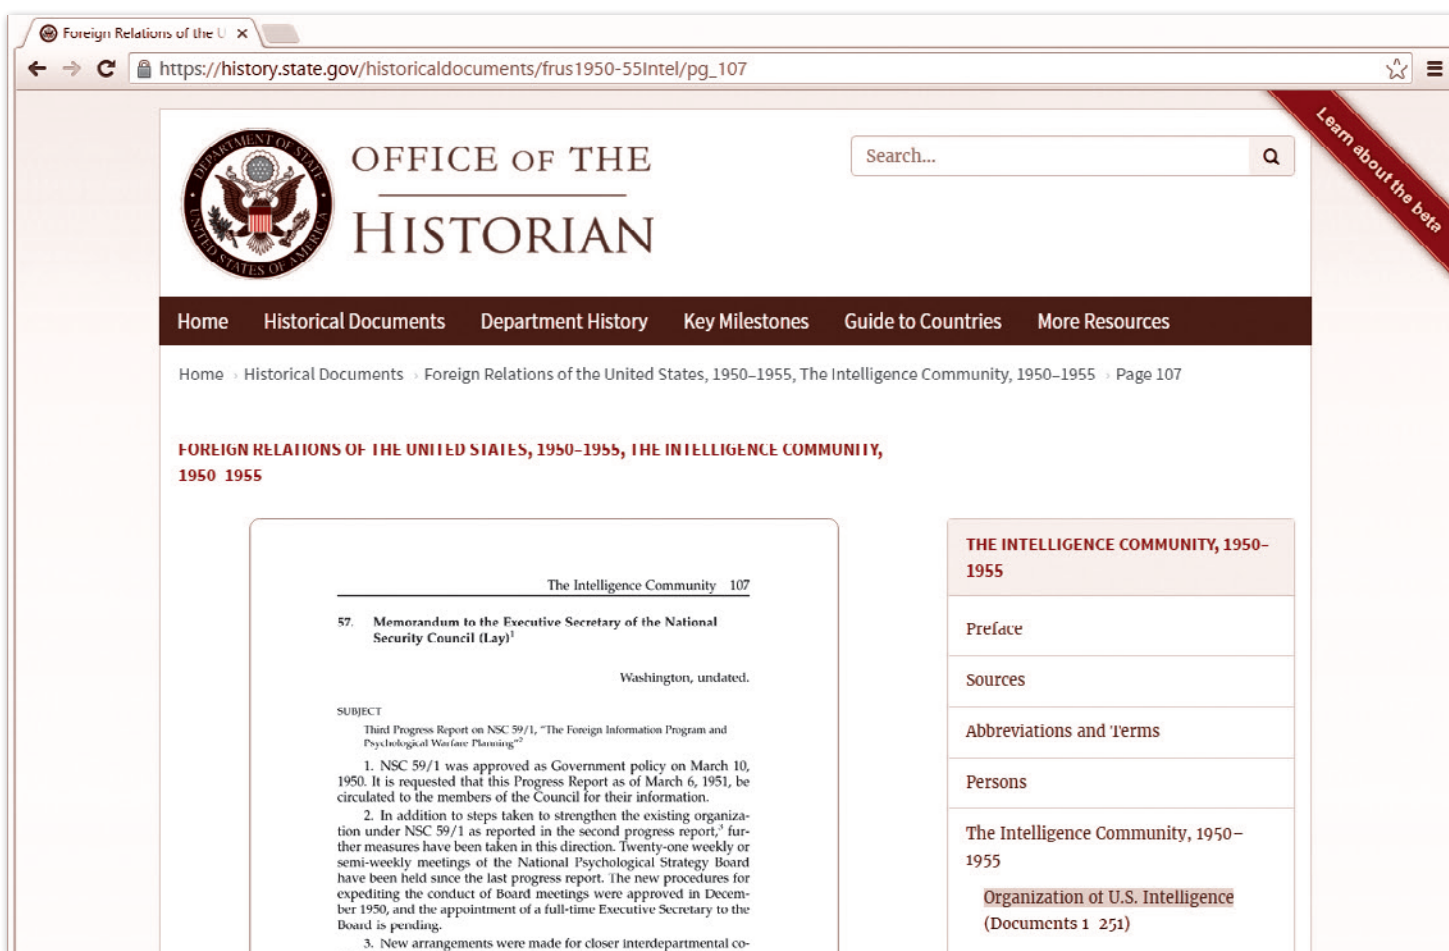 Foreign Relations of the U
https://history.state.gov/historicaldocuments/frus1950-55Intel/pg_107
Learn about the beta
DEPARTMENT OF STATE
UNITED STATES OF AMERICA
OFFICE OF THE
HISTORIAN
Search...
Home Historical Documents Department History Key Milestones Guide to Countries More Resources
Home › Historical Documents › Foreign Relations of the United States, 1950–1955, The Intelligence Community, 1950–1955 › Page 107
FOREIGN RELATIONS OF THE UNITED STATES, 1950–1955, THE INTELLIGENCE COMMUNITY,
1950 1955
The Intelligence Community 107
57. Memorandum to the Executive Secretary of the National
Security Council (Lay)¹
Washington, undated.
SUBJECT
Third Progress Report on NSC 59/1, “The Foreign Information Program and
Psychological Warfare Planning”²
1. NSC 59/1 was approved as Government policy on March 10,
1950. It is requested that this Progress Report as of March 6, 1951, be
circulated to the members of the Council for their information.
2. In addition to steps taken to strengthen the existing organiza-
tion under NSC 59/1 as reported in the second progress report,³ fur-
ther measures have been taken in this direction. Twenty-one weekly or
semi-weekly meetings of the National Psychological Strategy Board
have been held since the last progress report. The new procedures for
expediting the conduct of Board meetings were approved in Decem-
ber 1950, and the appointment of a full-time Executive Secretary to the
Board is pending.
3. New arrangements were made for closer interdepartmental co-
THE INTELLIGENCE COMMUNITY, 1950–
1955
Preface
Sources
Abbreviations and Terms
Persons
The Intelligence Community, 1950–
1955
Organization of U.S. Intelligence
(Documents 1 251)